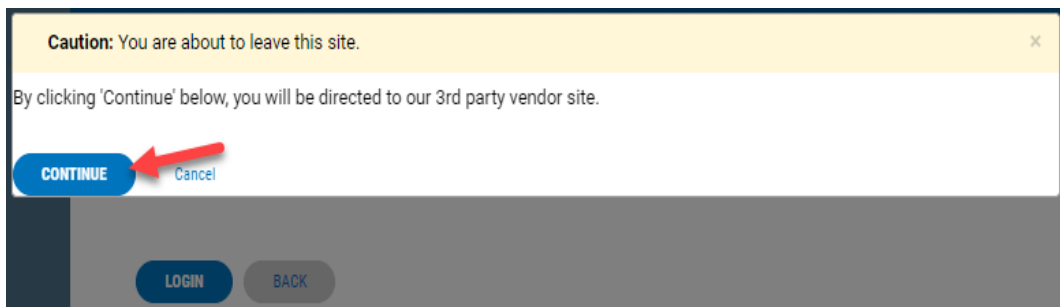 Caution: You are about to leave this site. ×
By clicking 'Continue' below, you will be directed to our 3rd party vendor site.
CONTINUE Cancel
LOGIN BACK